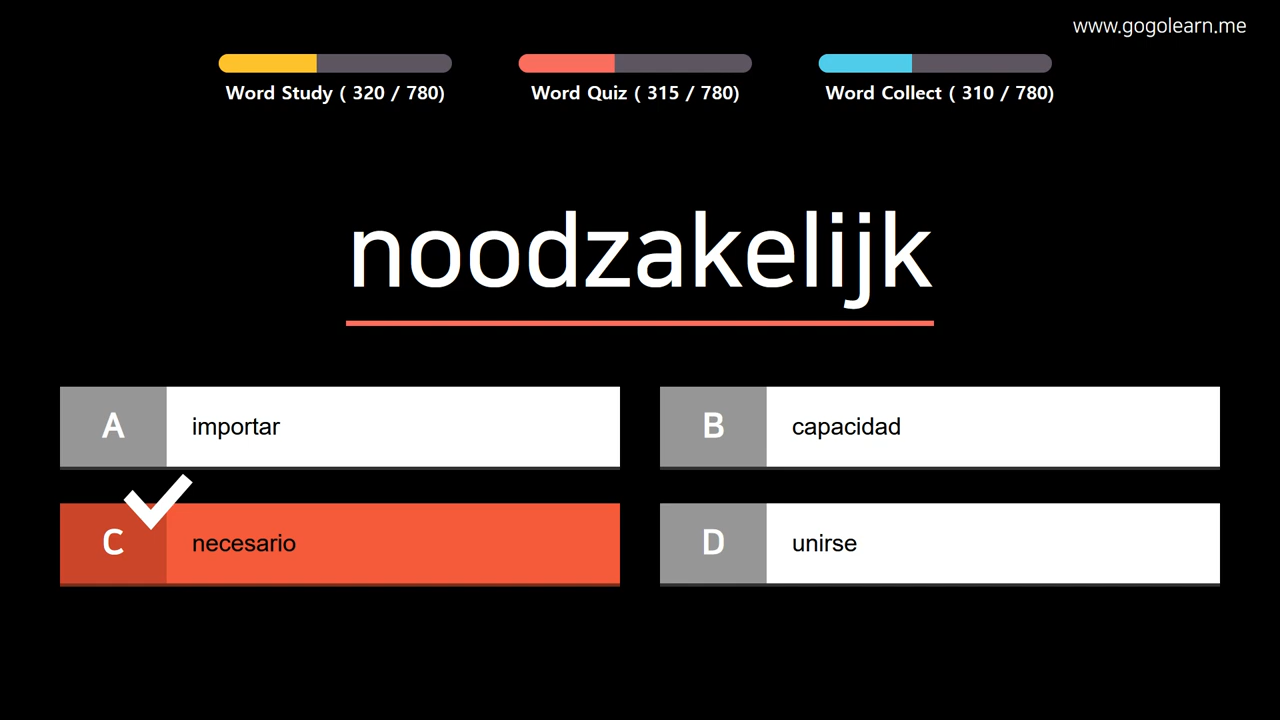 www.gogolearn.me
Word Study ( 320 / 780)
Word Quiz ( 315 / 780)
Word Collect ( 310 / 780)
noodzakelijk
A importar
B capacidad
C necesario
D unirse